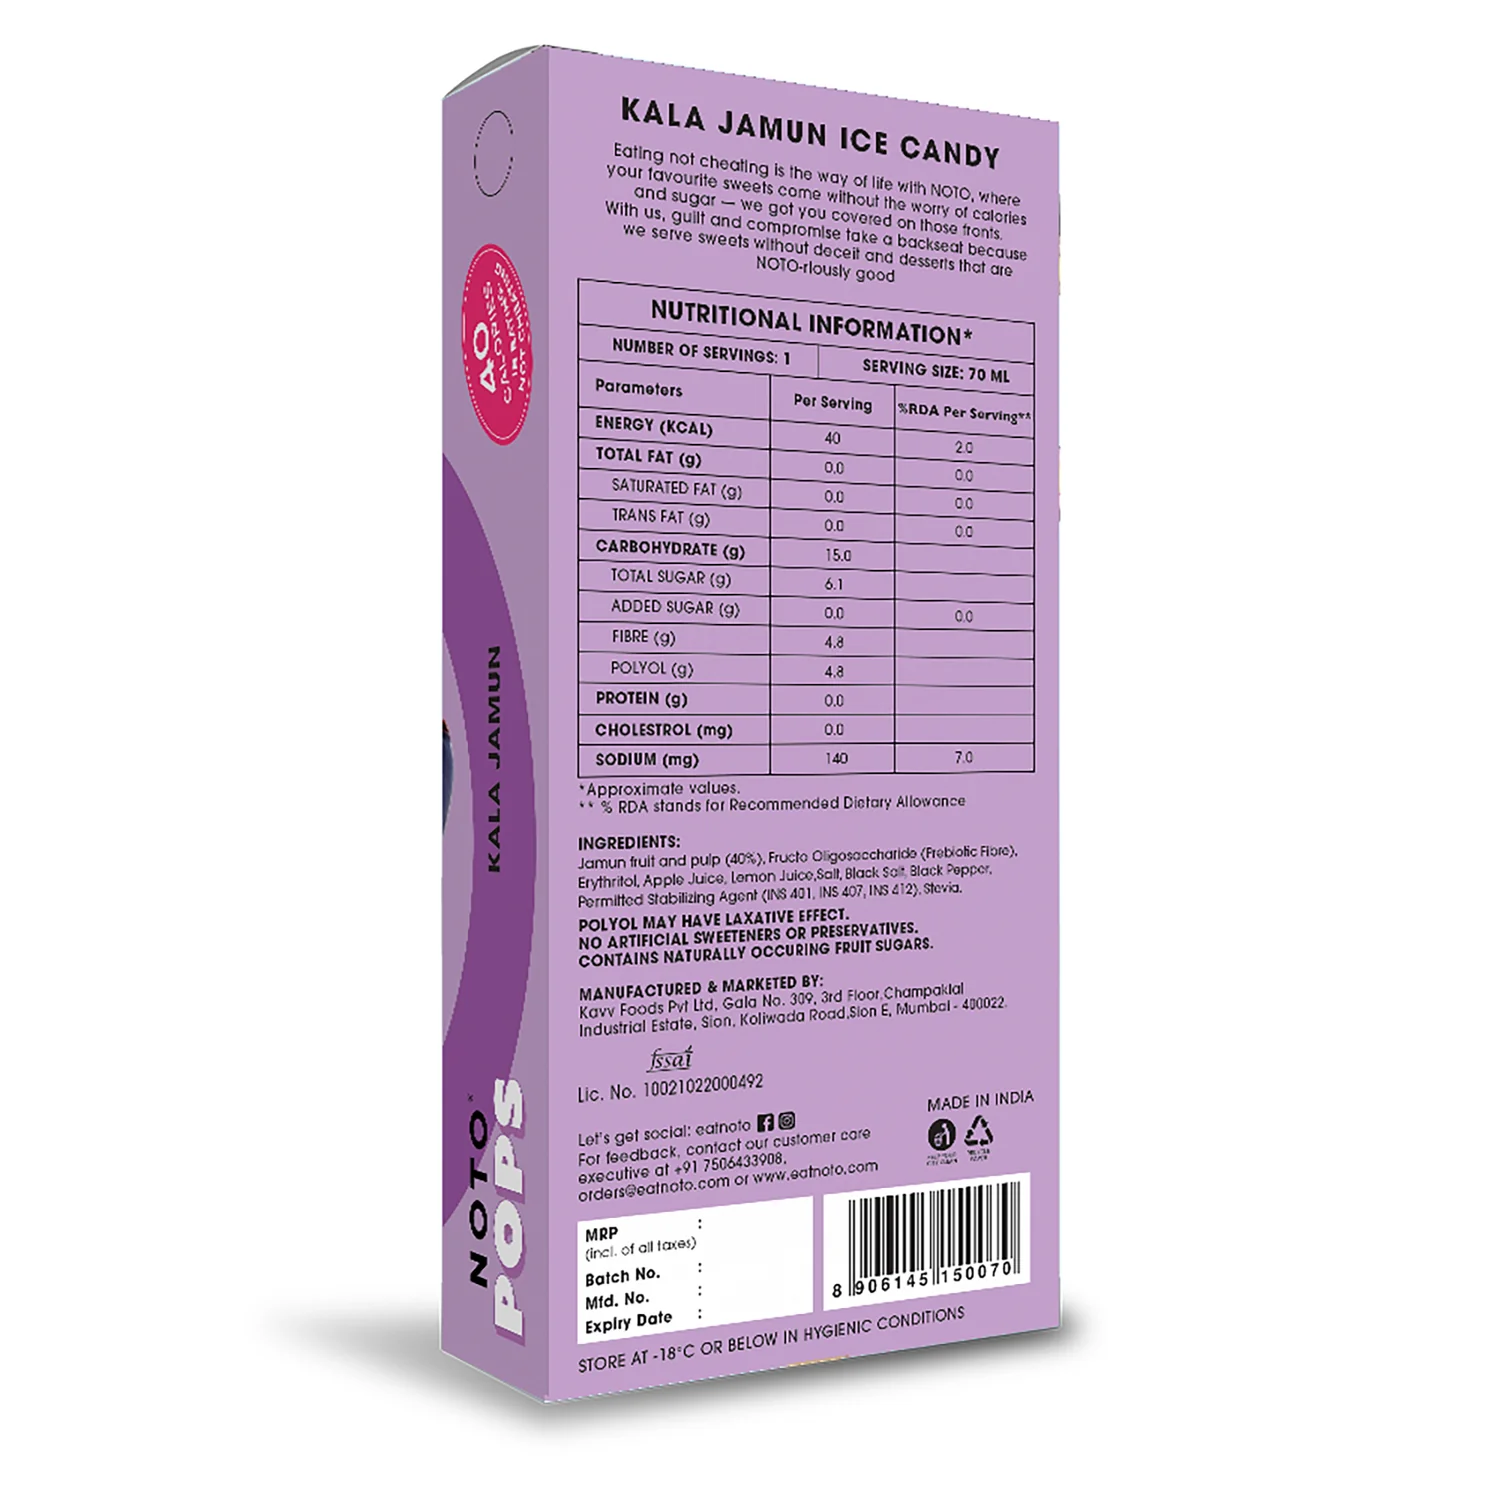 KALA JAMUN ICE CANDY
Eating not cheating is the way of life with NOTO, where
your favourite sweets come without the worry of calories
and sugar — we got you covered on those fronts.
With us, guilt and compromise take a backseat because
we serve sweets without deceit and desserts that are
NOTO-riously good
NUTRITIONAL INFORMATION*
NUMBER OF SERVINGS: 1 SERVING SIZE: 70 ML
Parameters Per Serving %RDA Per Serving**
ENERGY (KCAL) 40 2.0
TOTAL FAT (g) 0.0 0.0
SATURATED FAT (g) 0.0 0.0
TRANS FAT (g) 0.0 0.0
CARBOHYDRATE (g) 15.0
TOTAL SUGAR (g) 6.1
ADDED SUGAR (g) 0.0 0.0
FIBRE (g) 4.8
POLYOL (g) 4.8
PROTEIN (g) 0.0
CHOLESTROL (mg) 0.0
SODIUM (mg) 140 7.0
*Approximate values.
** % RDA stands for Recommended Dietary Allowance
INGREDIENTS:
Jamun fruit and pulp (40%), Fructo Oligosaccharide (Prebiotic Fibre),
Erythritol, Apple Juice, Lemon Juice,Salt, Black Salt, Black Pepper,
Permitted Stabilizing Agent (INS 401, INS 407, INS 412). Stevia.
POLYOL MAY HAVE LAXATIVE EFFECT.
NO ARTIFICIAL SWEETENERS OR PRESERVATIVES.
CONTAINS NATURALLY OCCURING FRUIT SUGARS.
MANUFACTURED & MARKETED BY:
Kavv Foods Pvt Ltd, Gala No. 309, 3rd Floor,Champaklal
Industrial Estate, Sion, Koliwada Road,Sion E, Mumbai - 400022.
fssai
Lic. No. 10021022000492
Let's get social: eatnoto
For feedback, contact our customer care
executive at +91 7506433908,
orders@eatnoto.com or www.eatnoto.com
MADE IN INDIA
MRP :
(incl. of all taxes)
Batch No. :
Mfd. No. :
Expiry Date :
8 906145 150070
STORE AT -18°C OR BELOW IN HYGIENIC CONDITIONS
40
CALORIES
IN
NOT
KALA JAMUN
NOTO
POPS